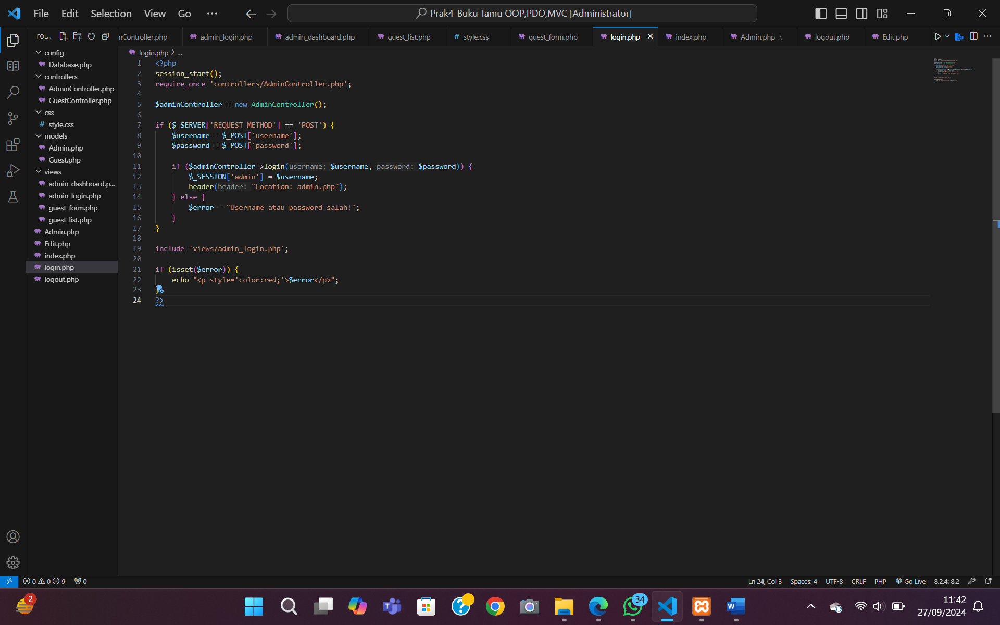 File Edit Selection View Go ···
Prak4-Buku Tamu OOP,PDO,MVC [Administrator]
FOL...
nController.php admin_login.php admin_dashboard.php guest_list.php # style.css guest_form.php login.php index.php Admin.php .\ logout.php Edit.php
config
Database.php
controllers
AdminController.php
GuestController.php
css
# style.css
models
Admin.php
Guest.php
views
admin_dashboard.p...
admin_login.php
guest_form.php
guest_list.php
Admin.php
Edit.php
index.php
login.php
logout.php
login.php > ...
1 <?php
2 session_start();
3 require_once 'controllers/AdminController.php';
4
5 $adminController = new AdminController();
6
7 if ($_SERVER['REQUEST_METHOD'] == 'POST') {
8 $username = $_POST['username'];
9 $password = $_POST['password'];
10
11 if ($adminController->login(username: $username, password: $password)) {
12 $_SESSION['admin'] = $username;
13 header(header: "Location: admin.php");
14 } else {
15 $error = "Username atau password salah!";
16 }
17 }
18
19 include 'views/admin_login.php';
20
21 if (isset($error)) {
22 echo "<p style='color:red;'>$error</p>";
23 }
24 ?>
0 0 9 0
Ln 24, Col 3 Spaces: 4 UTF-8 CRLF PHP Go Live 8.2.4: 8.2
2
34
11:42
27/09/2024